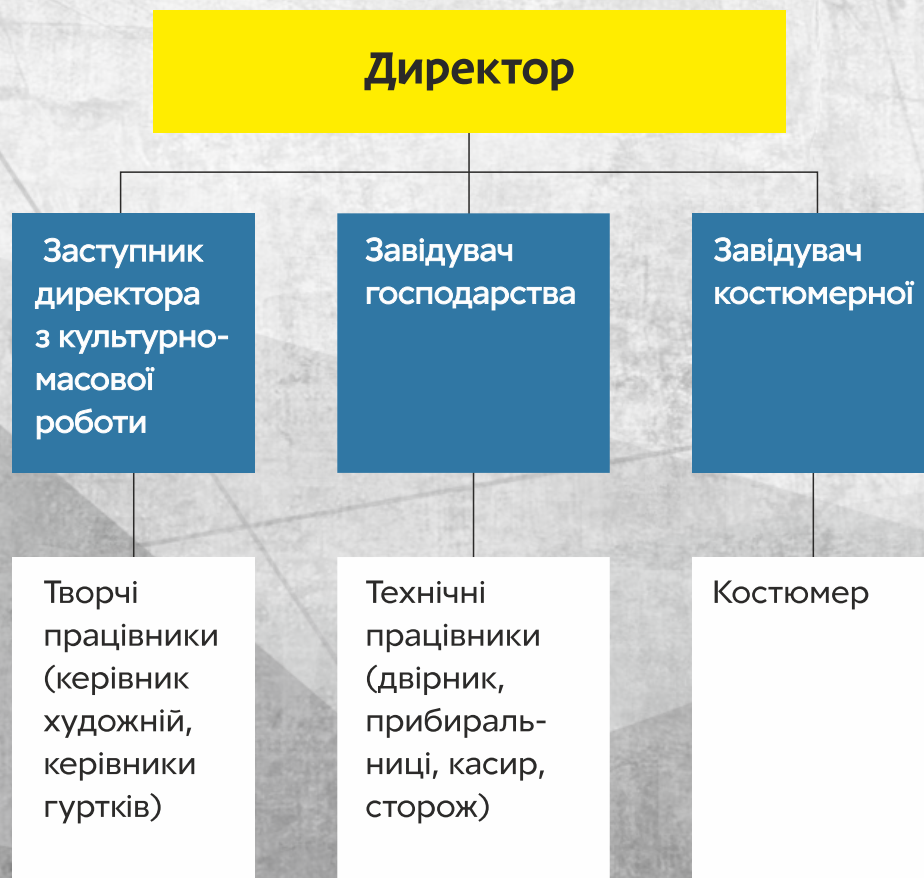 Директор
Заступник
директора
з культурно-
масової
роботи
Завідувач
господарства
Завідувач
костюмерної
Творчі
працівники
(керівник
художній,
керівники
гуртків)
Технічні
працівники
(двірник,
прибираль-
ниці, касир,
сторож)
Костюмер